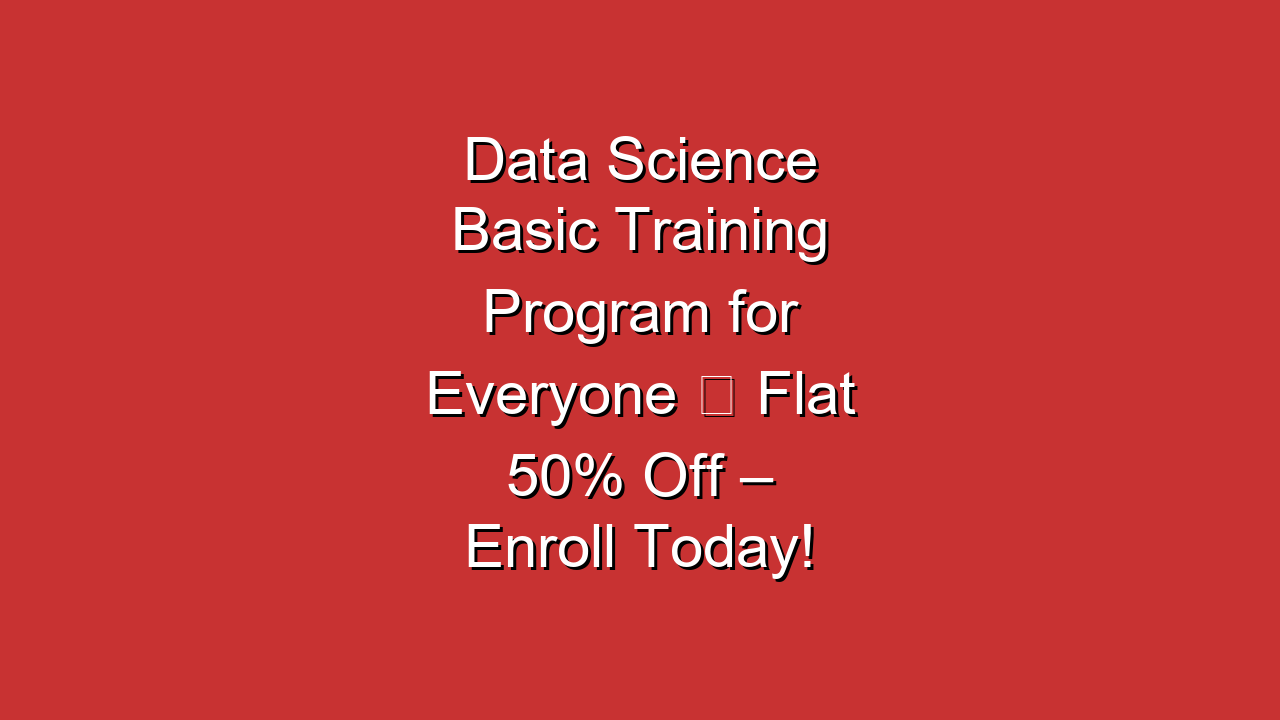 Data Science
Basic Training
Program for
Everyone □ Flat
50% Off –
Enroll Today!